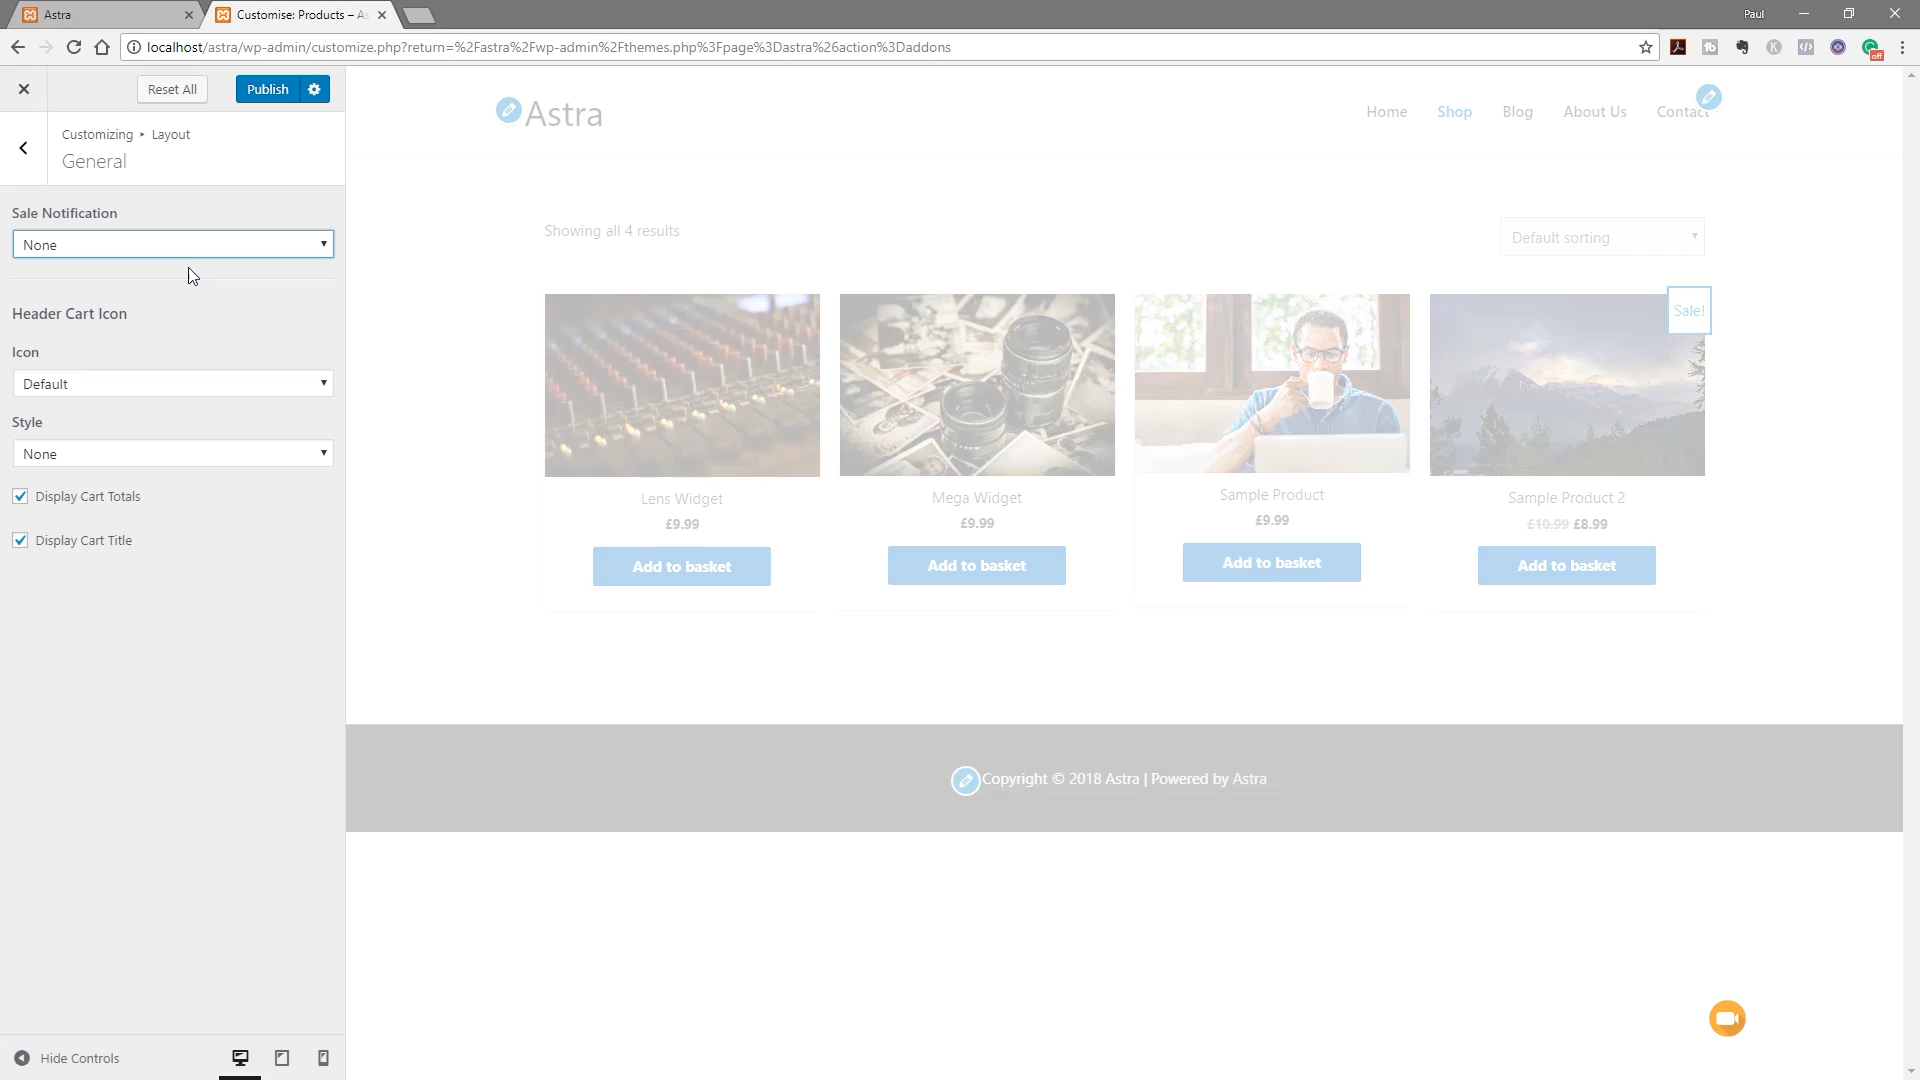 Astra
Customise: Products – As
Paul
localhost/astra/wp-admin/customize.php?return=%2Fastra%2Fwp-admin%2Fthemes.php%3Fpage%3Dastra%26action%3Daddons
off
Reset All
Publish
Customizing ▸ Layout
General
Sale Notification
None
Header Cart Icon
Icon
Default
Style
None
Display Cart Totals
Display Cart Title
Hide Controls
Astra
Home
Shop
Blog
About Us
Contact
Showing all 4 results
Default sorting
Sale!
Lens Widget
£9.99
Add to basket
Mega Widget
£9.99
Add to basket
Sample Product
£9.99
Add to basket
Sample Product 2
£10.99 £8.99
Add to basket
Copyright © 2018 Astra | Powered by Astra